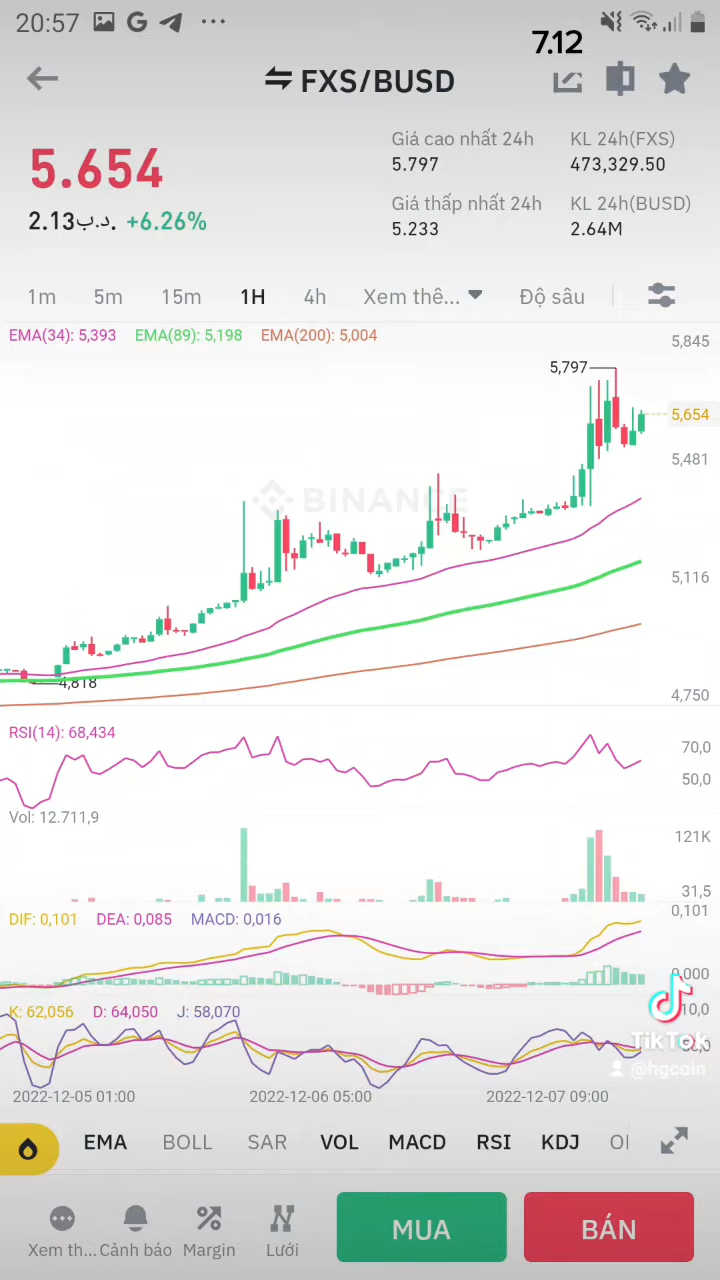 20:57
7.12
FXS/BUSD
5.654
2.13د.ب. +6.26%
Giá cao nhất 24h
5.797
KL 24h(FXS)
473,329.50
Giá thấp nhất 24h
5.233
KL 24h(BUSD)
2.64M
1m 5m 15m 1H 4h Xem thê... Độ sâu
EMA(34): 5,393 EMA(89): 5,198 EMA(200): 5,004
5,845
5,797
5,654
5,481
BINANCE
5,116
4,818
4,750
RSI(14): 68,434
70,0
50,0
Vol: 12.711,9
121K
31,5
DIF: 0,101 DEA: 0,085 MACD: 0,016
0,101
0,000
K: 62,056 D: 64,050 J: 58,070
TikTok
@hgcoin
2022-12-05 01:00 2022-12-06 05:00 2022-12-07 09:00
EMA BOLL SAR VOL MACD RSI KDJ
Xem th... Cảnh báo Margin Lưới
MUA
BÁN